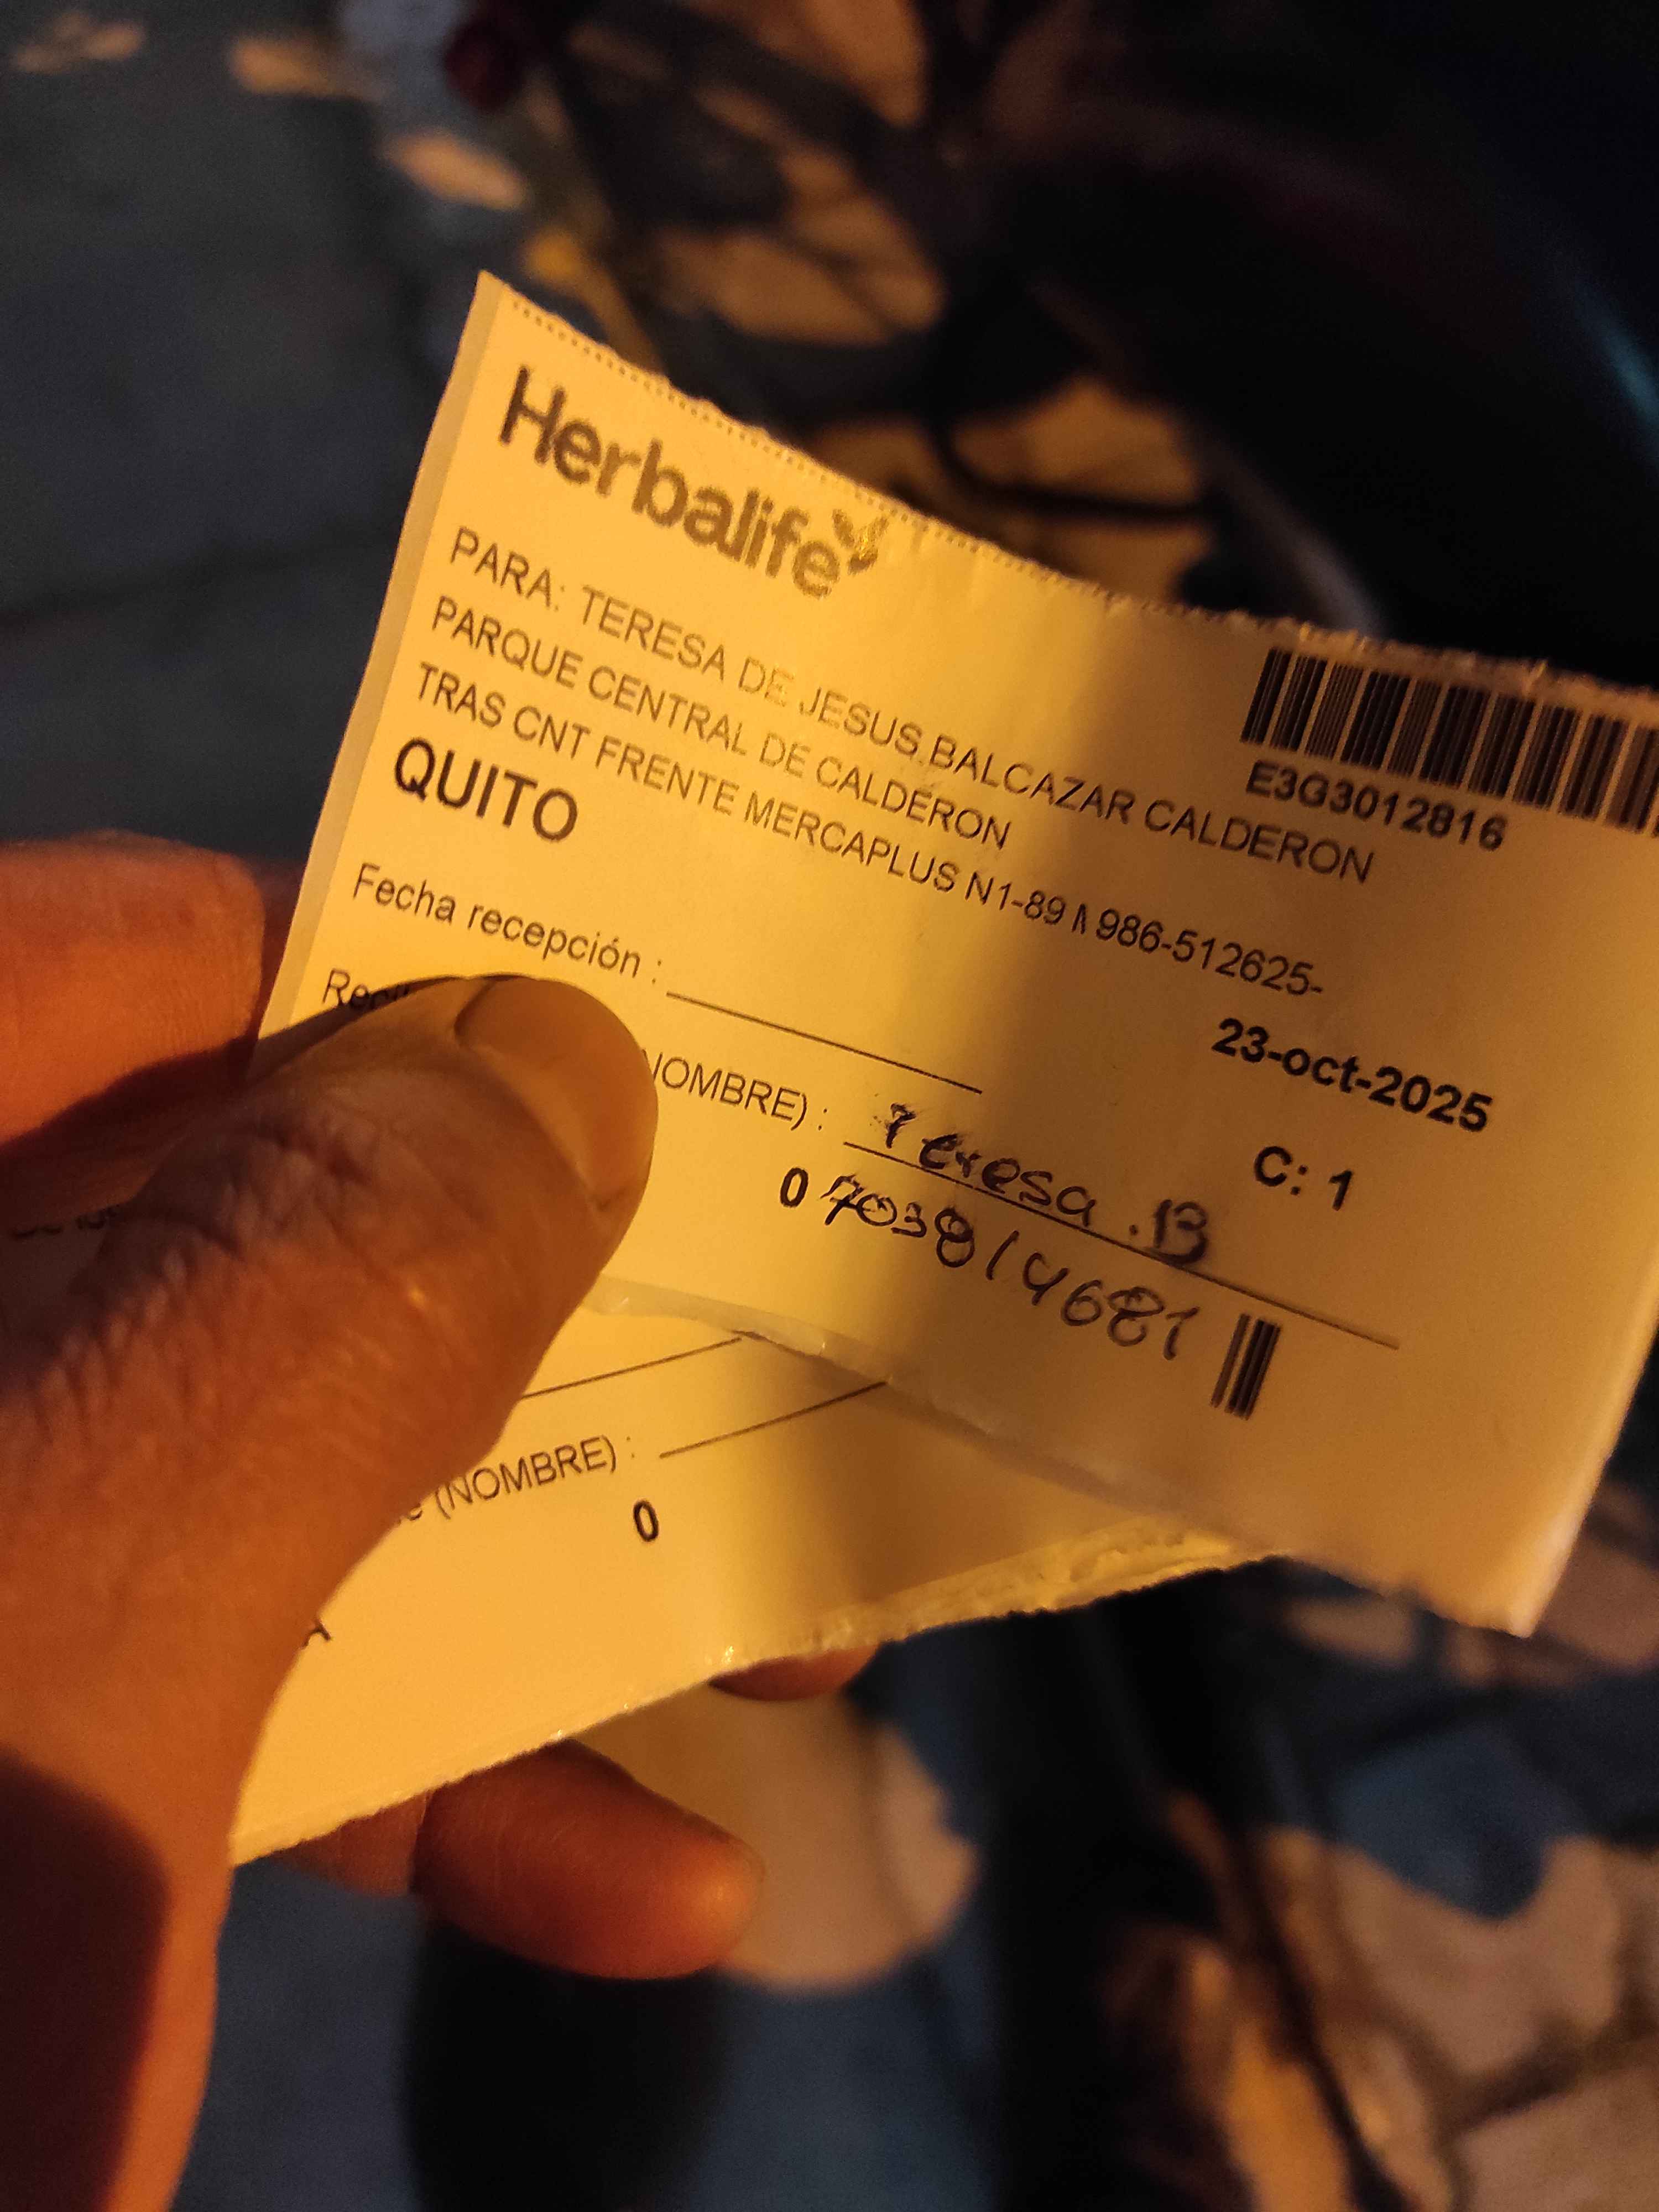 Herbalife
E3G3012816
PARA: TERESA DE JESUS BALCAZAR CALDERON
PARQUE CENTRAL DE CALDERON
TRAS CNT FRENTE MERCAPLUS N1-89 986-512625-
QUITO
23-oct-2025
Fecha recepción :
C: 1
NOMBRE) : Teresa .B
0 703814681
(NOMBRE) :
0